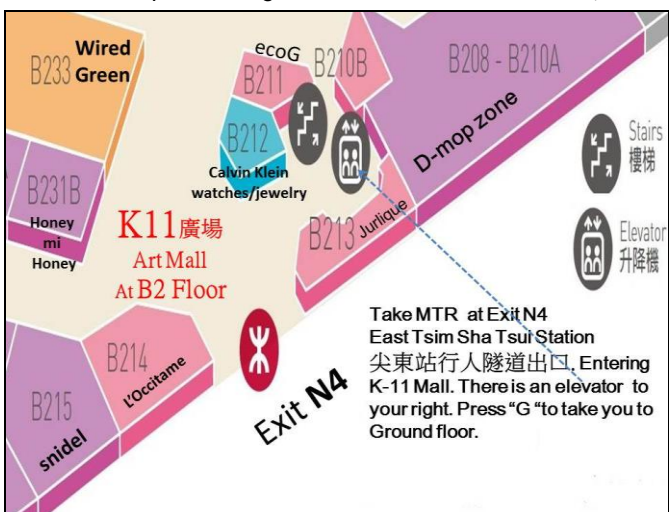 Wired
B233 Green
ecoG
B211
B210B
B208 - B210A
B212
D-mop zone
Stairs
樓梯
Calvin Klein
watches/jewelry
B231B
Honey
mi
Honey
K11廣場
Art Mall
At B2 Floor
B213 Jurlique
Elevator
升降機
Take MTR at Exit N4
East Tsim Sha Tsui Station
尖東站行人隧道出口, Entering
K-11 Mall. There is an elevator to
your right. Press “G “to take you to
Ground floor.
B214
L'Occitame
Exit N4
B215
snidel